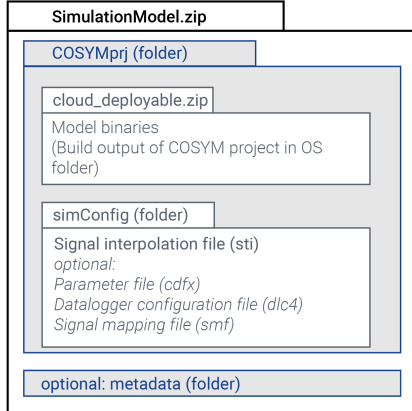 SimulationModel.zip
COSYMprj (folder)
cloud_deployable.zip
Model binaries
(Build output of COSYM project in OS
folder)
simConfig (folder)
Signal interpolation file (sti)
optional:
Parameter file (cdfx)
Datalogger configuration file (dlc4)
Signal mapping file (smf)
optional: metadata (folder)